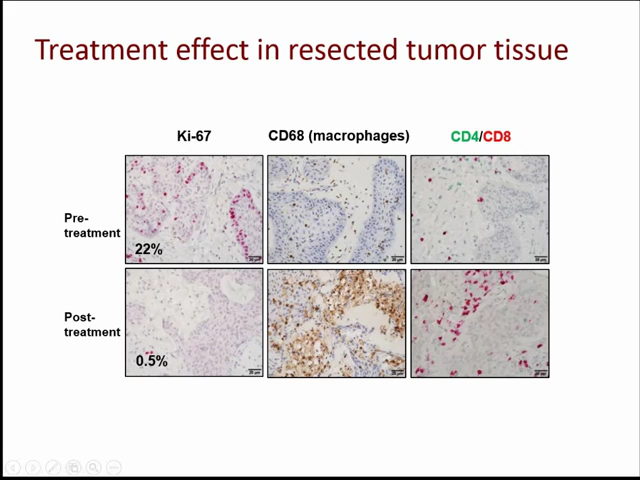 Treatment effect in resected tumor tissue
Ki-67 CD68 (macrophages) CD4/CD8
Pre-
treatment
22%
Post-
treatment
0.5%